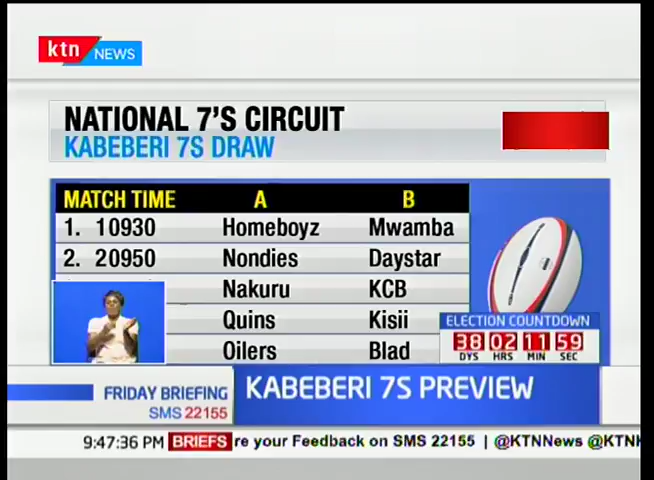 ktn NEWS
NATIONAL 7'S CIRCUIT
KABEBERI 7S DRAW
MATCH TIME A B
1. 10930 Homeboyz Mwamba
2. 20950 Nondies Daystar
Nakuru KCB
Quins Kisii
Oilers Blad
ELECTION COUNTDOWN
38 02 11 59
DYS HRS MIN SEC
FRIDAY BRIEFING
SMS 22155
KABEBERI 7S PREVIEW
9:47:36 PM BRIEFS re your Feedback on SMS 22155 | @KTNNews @KTNK